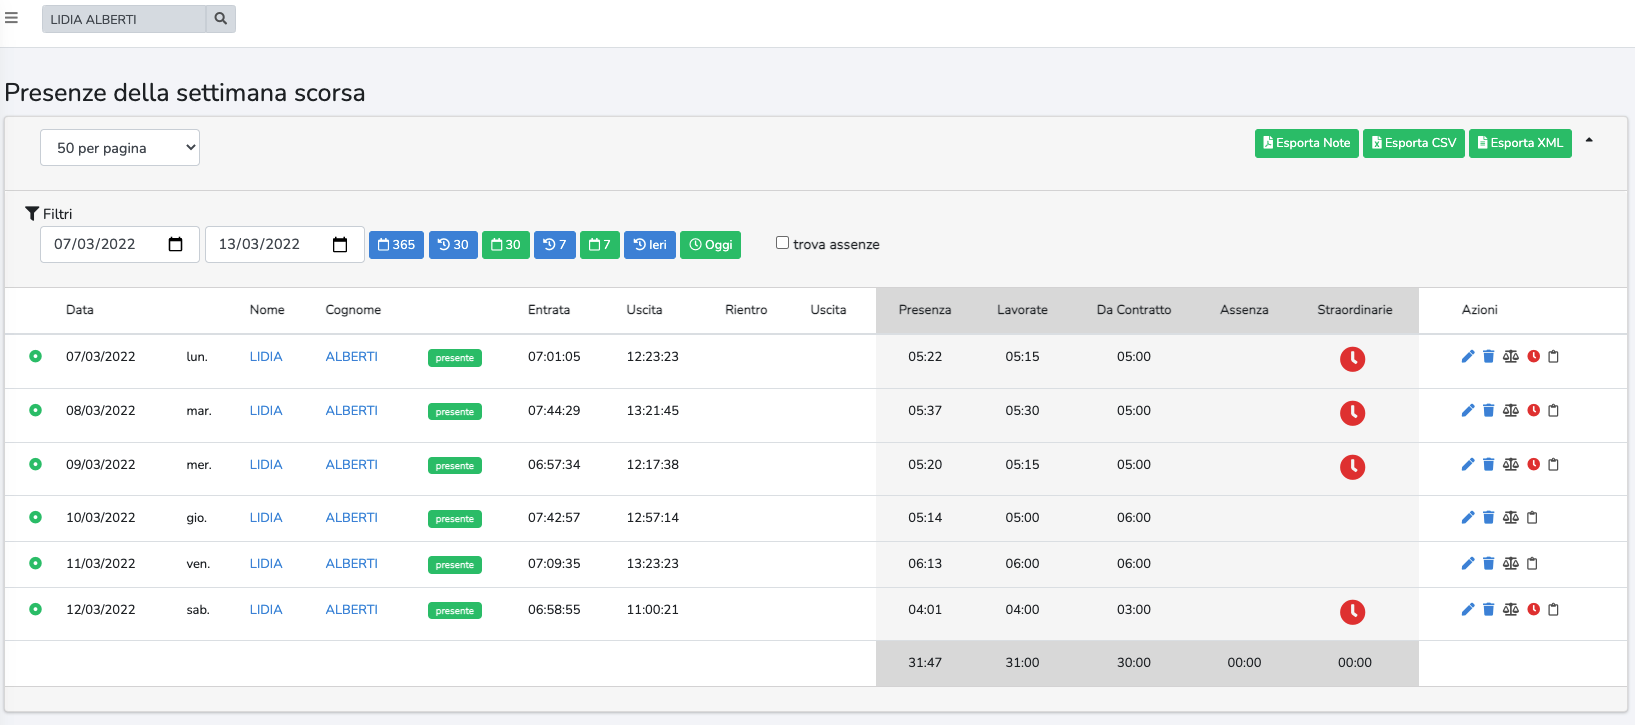 LIDIA ALBERTI
Presenze della settimana scorsa
50 per pagina
Esporta Note Esporta CSV Esporta XML
Filtri
07/03/2022 13/03/2022 365 30 30 7 7 Ieri Oggi trova assenze
Data Nome Cognome Entrata Uscita Rientro Uscita Presenza Lavorate Da Contratto Assenza Straordinarie Azioni
07/03/2022 lun. LIDIA ALBERTI presente 07:01:05 12:23:23 05:22 05:15 05:00
08/03/2022 mar. LIDIA ALBERTI presente 07:44:29 13:21:45 05:37 05:30 05:00
09/03/2022 mer. LIDIA ALBERTI presente 06:57:34 12:17:38 05:20 05:15 05:00
10/03/2022 gio. LIDIA ALBERTI presente 07:42:57 12:57:14 05:14 05:00 06:00
11/03/2022 ven. LIDIA ALBERTI presente 07:09:35 13:23:23 06:13 06:00 06:00
12/03/2022 sab. LIDIA ALBERTI presente 06:58:55 11:00:21 04:01 04:00 03:00
31:47 31:00 30:00 00:00 00:00